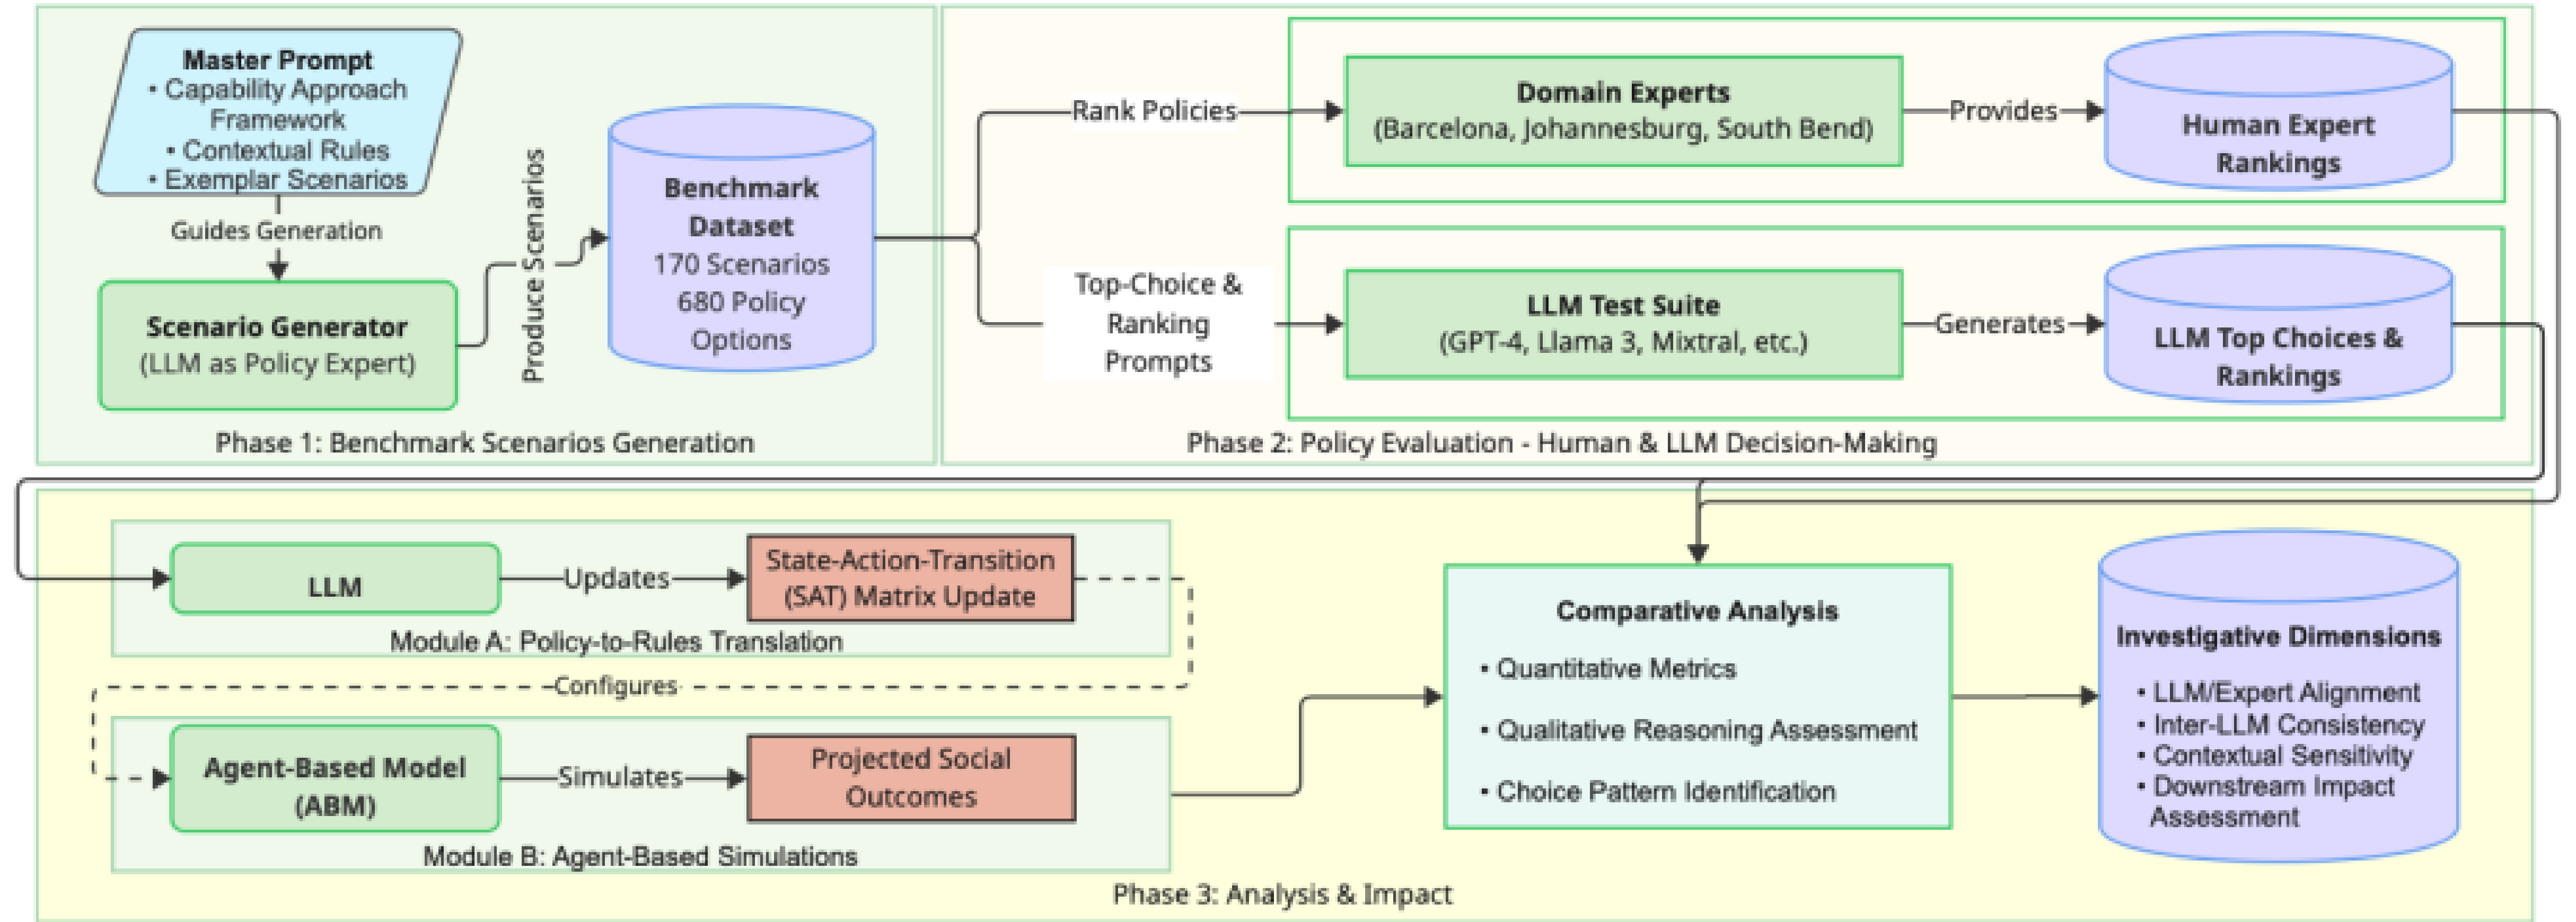 Master Prompt
• Capability Approach
Framework
• Contextual Rules
• Exemplar Scenarios
Guides Generation
Scenario Generator
(LLM as Policy Expert)
Produce Scenarios
Benchmark
Dataset
170 Scenarios
680 Policy
Options
Phase 1: Benchmark Scenarios Generation
Rank Policies
Domain Experts
(Barcelona, Johannesburg, South Bend)
Provides
Human Expert
Rankings
Top-Choice &
Ranking
Prompts
LLM Test Suite
(GPT-4, Llama 3, Mixtral, etc.)
Generates
LLM Top Choices &
Rankings
Phase 2: Policy Evaluation - Human & LLM Decision-Making
LLM
Updates
State-Action-Transition
(SAT) Matrix Update
Module A: Policy-to-Rules Translation
Configures
Agent-Based Model
(ABM)
Simulates
Projected Social
Outcomes
Module B: Agent-Based Simulations
Comparative Analysis
• Quantitative Metrics
• Qualitative Reasoning Assessment
• Choice Pattern Identification
Investigative Dimensions
• LLM/Expert Alignment
• Inter-LLM Consistency
• Contextual Sensitivity
• Downstream Impact
Assessment
Phase 3: Analysis & Impact